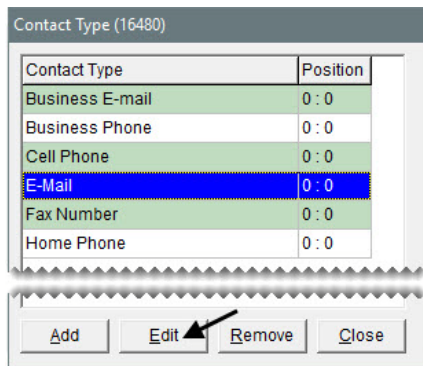 Contact Type (16480)
Contact Type Position
Business E-mail 0 : 0
Business Phone 0 : 0
Cell Phone 0 : 0
E-Mail 0 : 0
Fax Number 0 : 0
Home Phone 0 : 0
Add Edit Remove Close